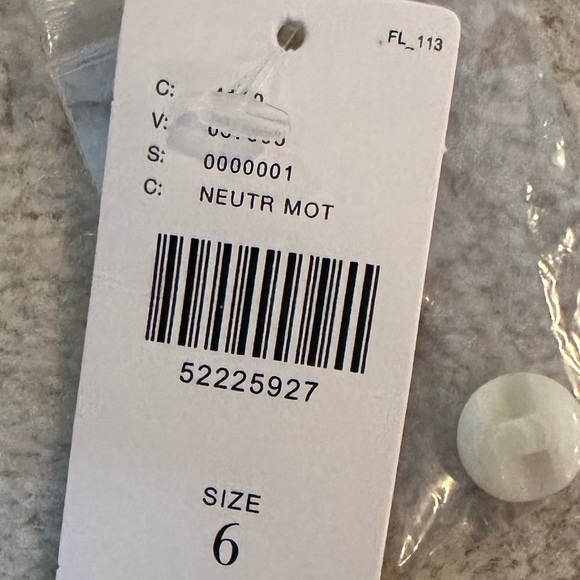 FL_113
C:
V:
S: 0000001
C: NEUTR MOT
52225927
SIZE
6